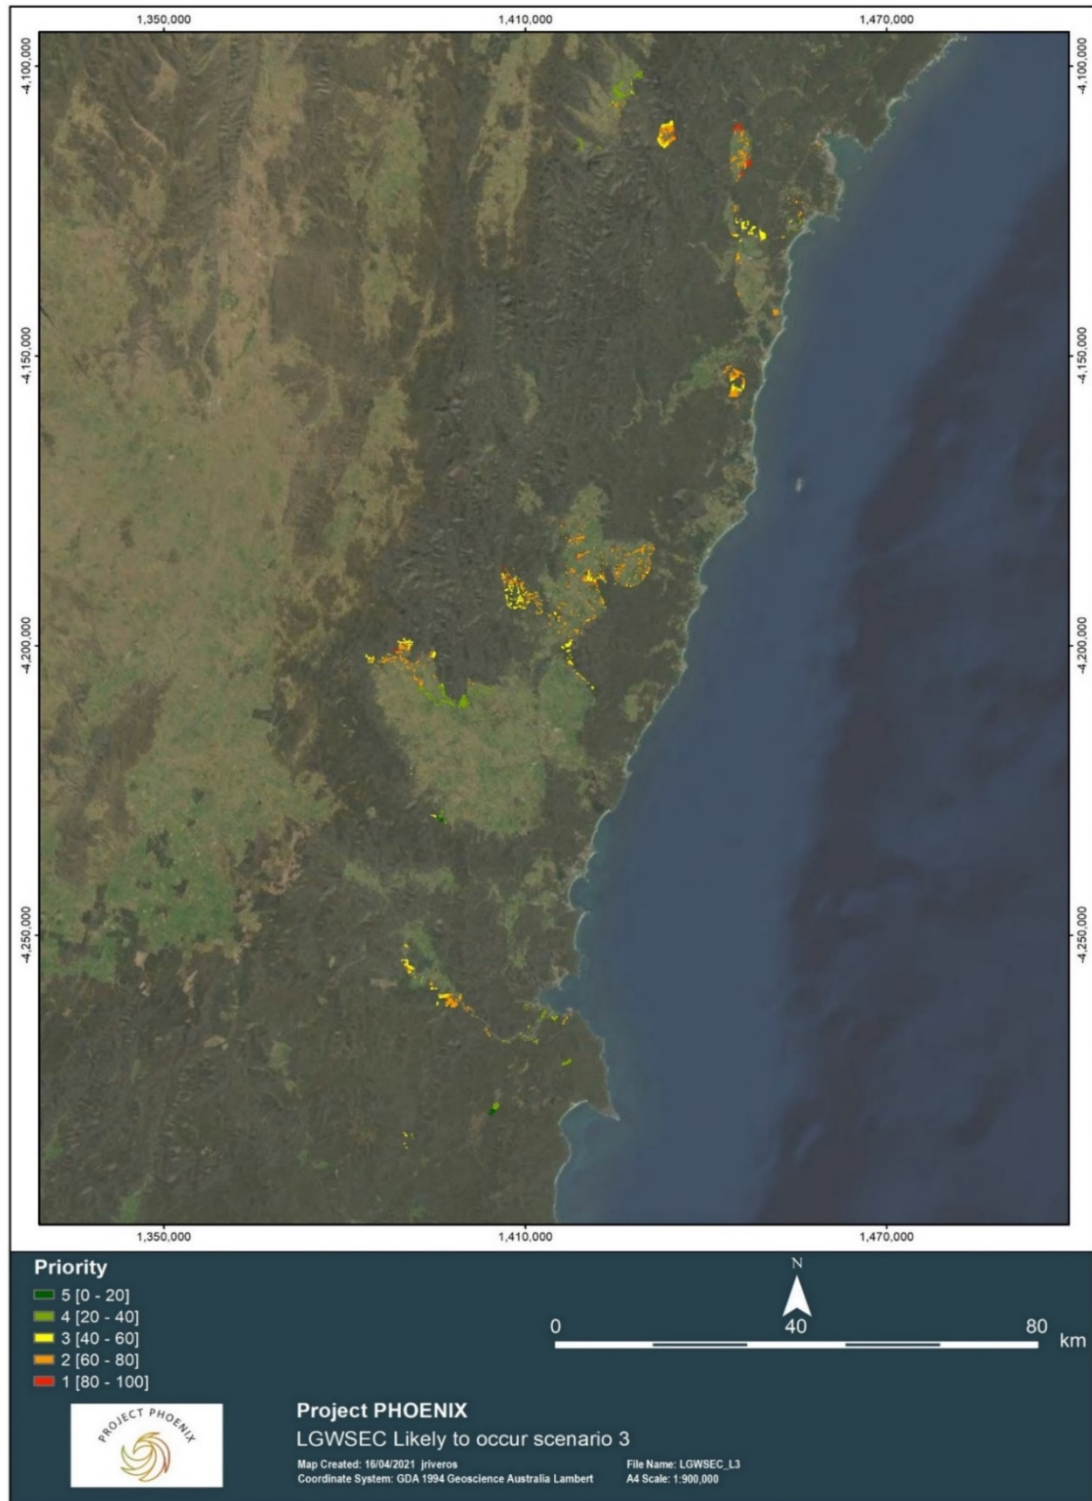 1,350,000 1,410,000 1,470,000
-4,100,000 -4,100,000
-4,150,000 -4,150,000
-4,200,000 -4,200,000
-4,250,000 -4,250,000
1,350,000 1,410,000 1,470,000
Priority
5 [0 - 20]
4 [20 - 40]
3 [40 - 60]
2 [60 - 80]
1 [80 - 100]
N
0 40 80 km
PROJECT PHOENIX
Project PHOENIX
LGWSEC Likely to occur scenario 3
Map Created: 16/04/2021 jriveros File Name: LGWSEC_L3
Coordinate System: GDA 1994 Geoscience Australia Lambert A4 Scale: 1:900,000